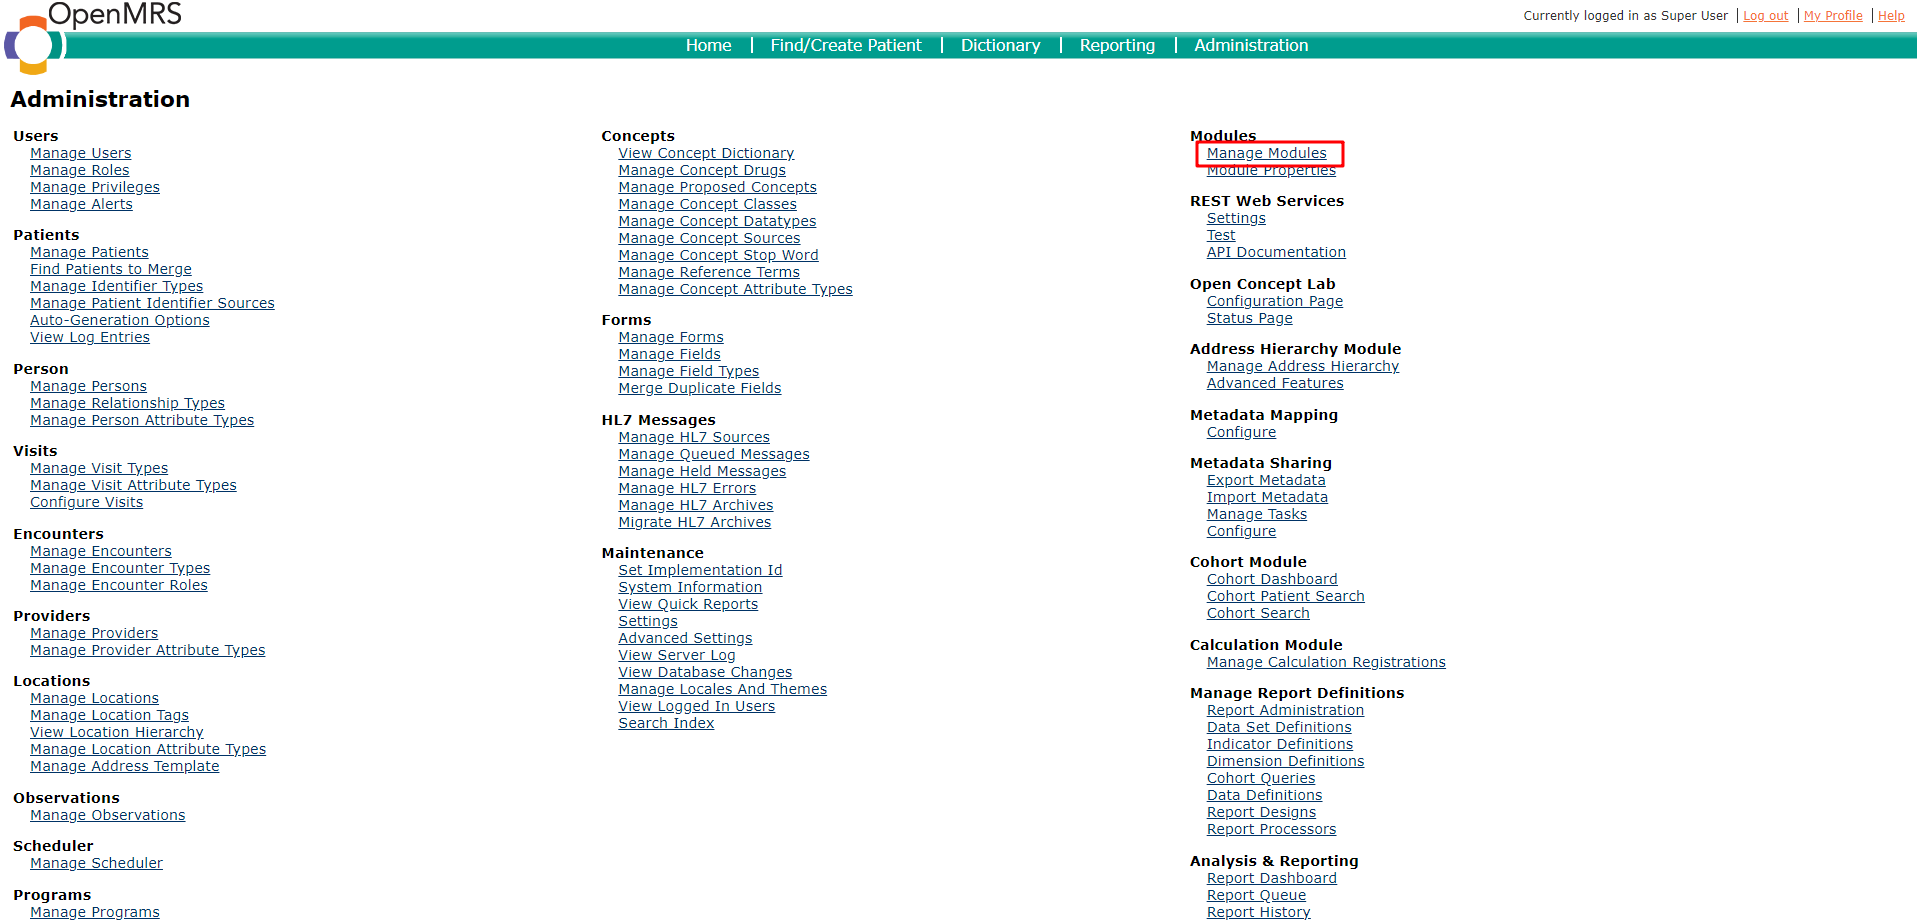 OpenMRS
Currently logged in as Super User | Log out | My Profile | Help
Home | Find/Create Patient | Dictionary | Reporting | Administration
Administration
Users
Manage Users
Manage Roles
Manage Privileges
Manage Alerts
Patients
Manage Patients
Find Patients to Merge
Manage Identifier Types
Manage Patient Identifier Sources
Auto-Generation Options
View Log Entries
Person
Manage Persons
Manage Relationship Types
Manage Person Attribute Types
Visits
Manage Visit Types
Manage Visit Attribute Types
Configure Visits
Encounters
Manage Encounters
Manage Encounter Types
Manage Encounter Roles
Providers
Manage Providers
Manage Provider Attribute Types
Locations
Manage Locations
Manage Location Tags
View Location Hierarchy
Manage Location Attribute Types
Manage Address Template
Observations
Manage Observations
Scheduler
Manage Scheduler
Programs
Manage Programs
Concepts
View Concept Dictionary
Manage Concept Drugs
Manage Proposed Concepts
Manage Concept Classes
Manage Concept Datatypes
Manage Concept Sources
Manage Concept Stop Word
Manage Reference Terms
Manage Concept Attribute Types
Forms
Manage Forms
Manage Fields
Manage Field Types
Merge Duplicate Fields
HL7 Messages
Manage HL7 Sources
Manage Queued Messages
Manage Held Messages
Manage HL7 Errors
Manage HL7 Archives
Migrate HL7 Archives
Maintenance
Set Implementation Id
System Information
View Quick Reports
Settings
Advanced Settings
View Server Log
View Database Changes
Manage Locales And Themes
View Logged In Users
Search Index
Modules
Manage Modules
Module Properties
REST Web Services
Settings
Test
API Documentation
Open Concept Lab
Configuration Page
Status Page
Address Hierarchy Module
Manage Address Hierarchy
Advanced Features
Metadata Mapping
Configure
Metadata Sharing
Export Metadata
Import Metadata
Manage Tasks
Configure
Cohort Module
Cohort Dashboard
Cohort Patient Search
Cohort Search
Calculation Module
Manage Calculation Registrations
Manage Report Definitions
Report Administration
Data Set Definitions
Indicator Definitions
Dimension Definitions
Cohort Queries
Data Definitions
Report Designs
Report Processors
Analysis & Reporting
Report Dashboard
Report Queue
Report History